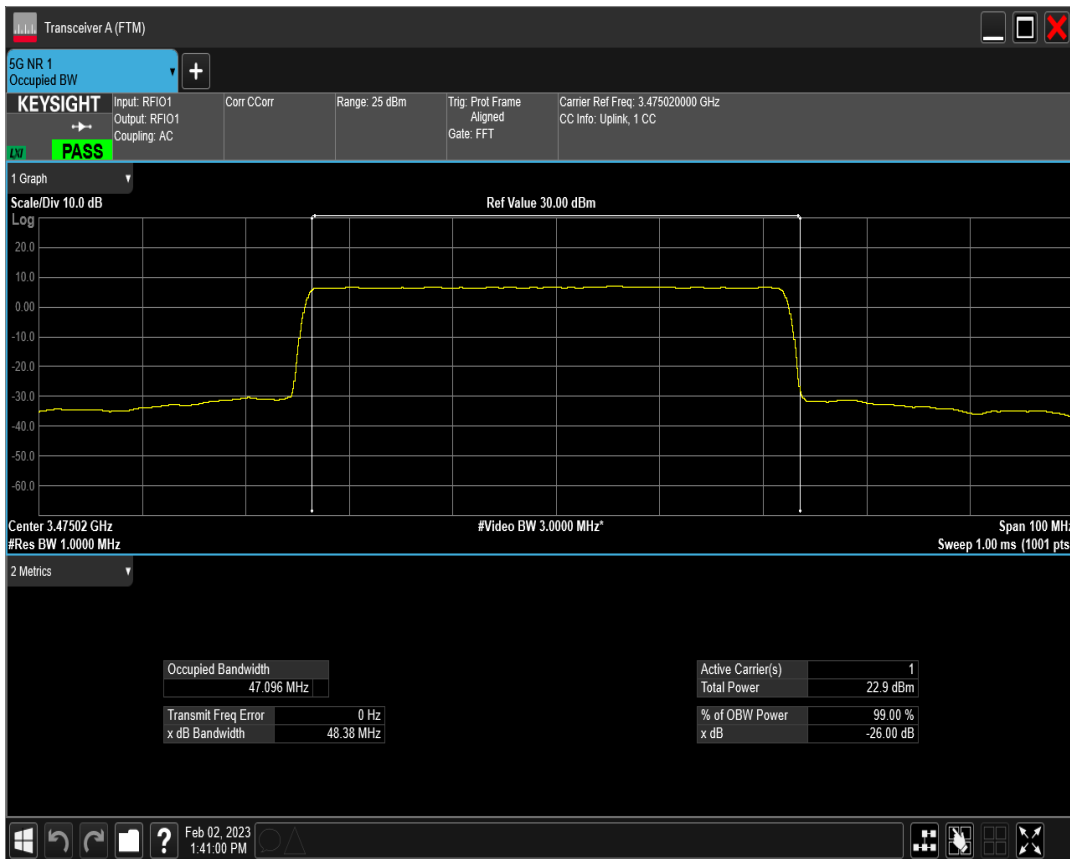 Transceiver A (FTM)
5G NR 1
Occupied BW
+
KEYSIGHT
LXI
PASS
Input: RFIO1
Output: RFIO1
Coupling: AC
Corr CCorr
Range: 25 dBm
Trig: Prot Frame
Aligned
Gate: FFT
Carrier Ref Freq: 3.475020000 GHz
CC Info: Uplink, 1 CC
1 Graph
Scale/Div 10.0 dB
Ref Value 30.00 dBm
Log
20.0
10.0
0.00
-10.0
-20.0
-30.0
-40.0
-50.0
-60.0
Center 3.47502 GHz
#Video BW 3.0000 MHz*
Span 100 MHz
#Res BW 1.0000 MHz
Sweep 1.00 ms (1001 pts
2 Metrics
Occupied Bandwidth
47.096 MHz
Transmit Freq Error 0 Hz
x dB Bandwidth 48.38 MHz
Active Carrier(s) 1
Total Power 22.9 dBm
% of OBW Power 99.00 %
x dB -26.00 dB
?
Feb 02, 2023
1:41:00 PM